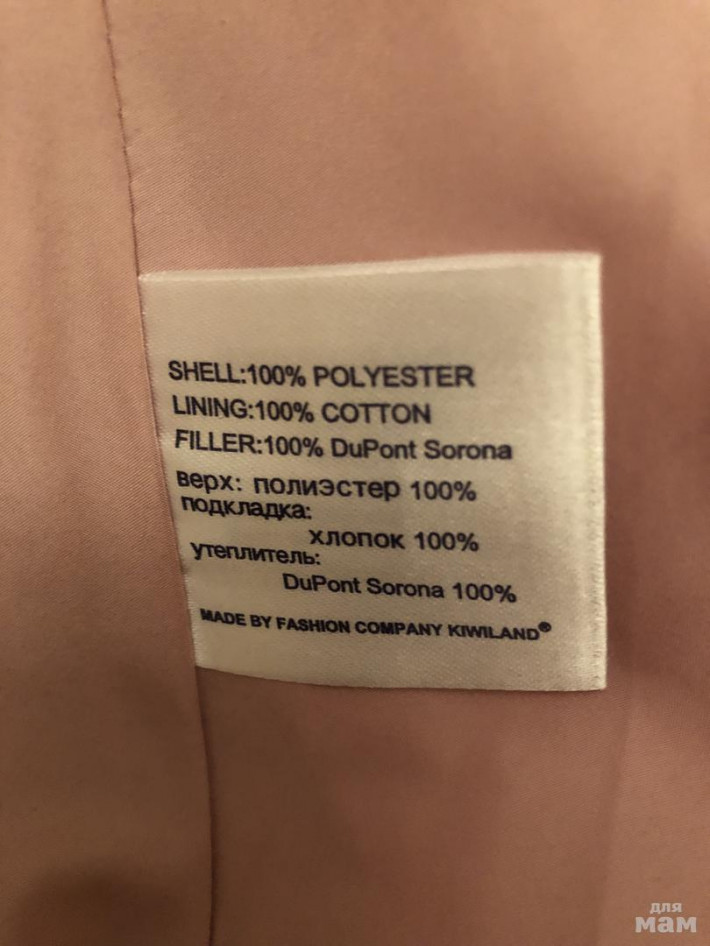 SHELL:100% POLYESTER
LINING:100% COTTON
FILLER:100% DuPont Sorona
верх: полиэстер 100%
подкладка:
хлопок 100%
утеплитель:
DuPont Sorona 100%
MADE BY FASHION COMPANY KIWILAND®
для
мам